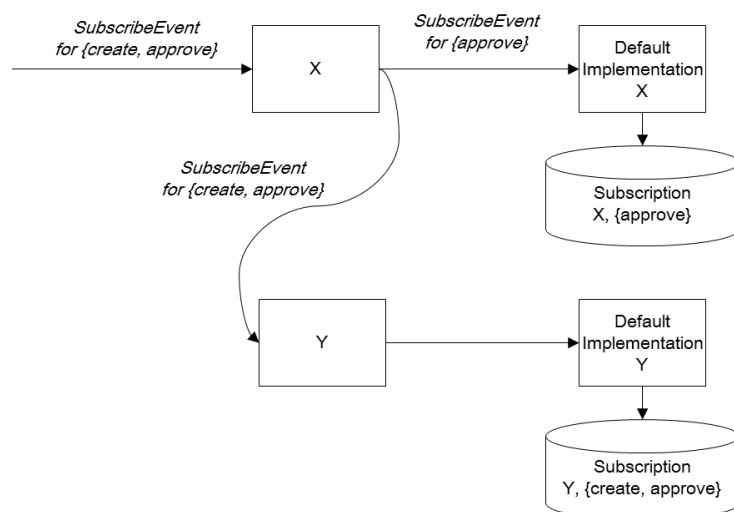 SubscribeEvent
for {create, approve}
SubscribeEvent
for {approve}
X
Default
Implementation
X
Subscription
X, {approve}
SubscribeEvent
for {create, approve}
Y
Default
Implementation
Y
Subscription
Y, {create, approve}